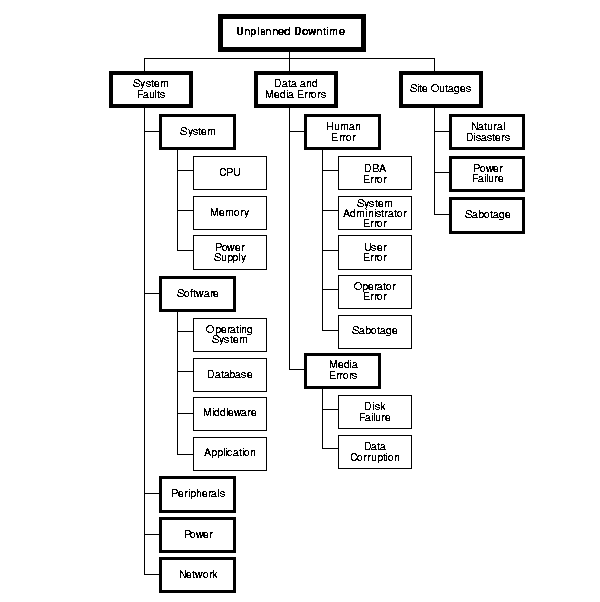 Unplanned Downtime
System
Faults
System
CPU
Memory
Power
Supply
Software
Operating
System
Database
Middleware
Application
Peripherals
Power
Network
Data and
Media Errors
Human
Error
DBA
Error
System
Administrator
Error
User
Error
Operator
Error
Sabotage
Media
Errors
Disk
Failure
Data
Corruption
Site Outages
Natural
Disasters
Power
Failure
Sabotage